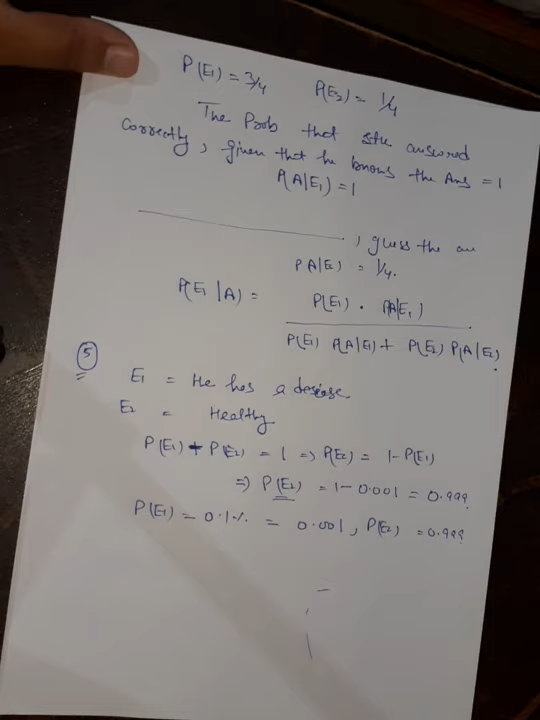 P(E1) = 3/4 P(E2) = 1/4
The Prob that stu answered
Correctly, given that he knows the Ans = 1
P(A|E1) = 1
, guess the an
P A|E2) = 1/4.
P(E1 |A) = P(E1) . P(A|E1)
P(E1) P(A|E1) + P(E2) P(A|E2).
5
E1 = He has a desiese.
E2 = Healthy
P(E1) + P(E2) = 1 => P(E2) = 1 - P(E1)
=> P(E2) = 1 - 0.001 = 0.999
P(E1) = 0.1% = 0.001, P(E2) = 0.999